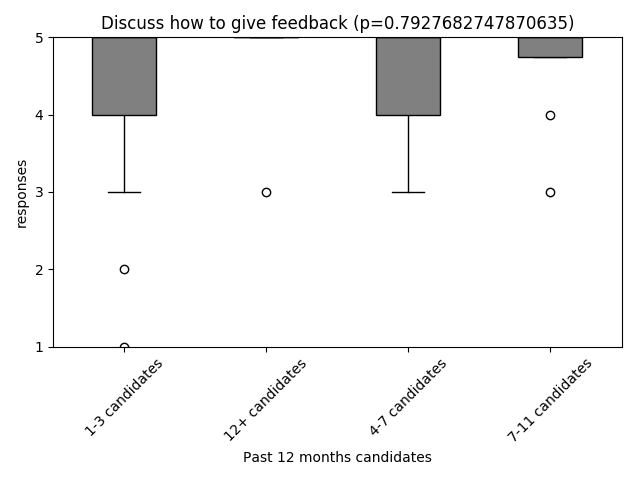 Discuss how to give feedback (p=0.7927682747870635)
5
4
3
2
1
responses
1-3 candidates
12+ candidates
4-7 candidates
7-11 candidates
Past 12 months candidates